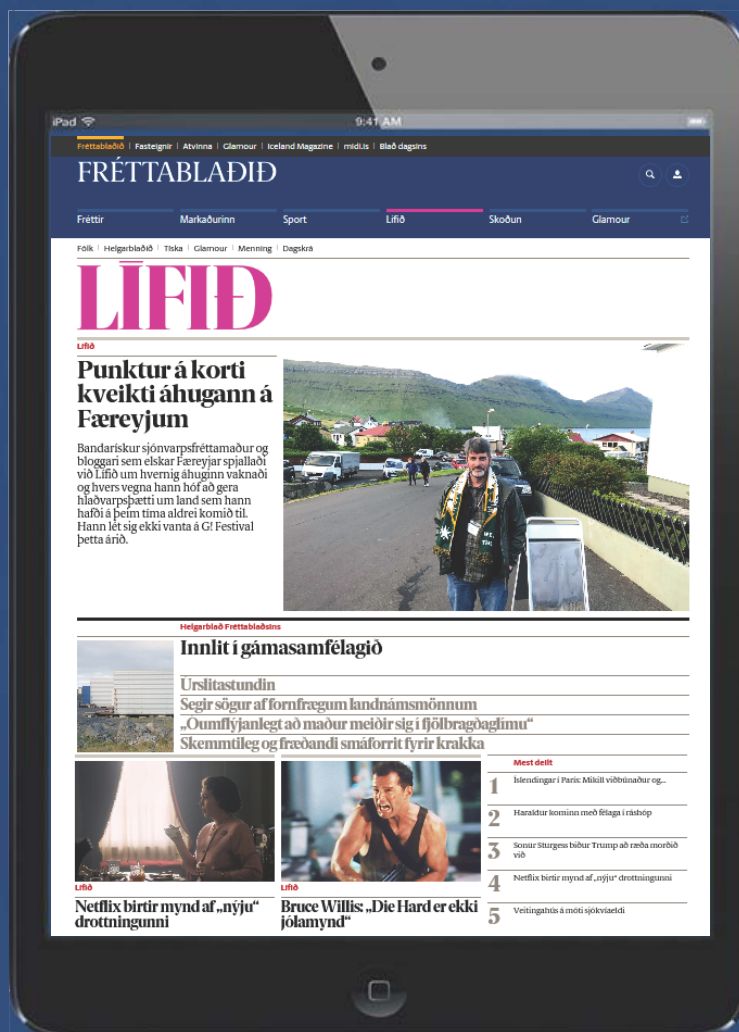 iPad
9:41 AM
Fréttablaðið | Fasteignir | Atvinna | Glamour | Iceland Magazine | midi.is | Blað dagsins
FRÉTTABLAÐIÐ
Fréttir Markaðurinn Sport Lífið Skoðun Glamour
Fólk | Helgarblaðið | Tíska | Glamour | Menning | Dagskrá
LÍFIÐ
Lífið
Punktur á korti
kveikti áhugann á
Færeyjum
Bandarískur sjónvarpsfréttamaður og
bloggari sem elskar Færeyjar spjallaði
við Lífið um hvernig áhuginn vaknaði
og hvers vegna hann hóf að gera
hlaðvarpsþætti um land sem hann
hafði á þeim tíma aldrei komið til.
Hann lét sig ekki vanta á G! Festival
þetta árið.
Helgarblað Fréttablaðsins
Innlit í gámasamfélagið
Úrslitastundin
Segir sögur af fornfrægum landnámsmönnum
„Óumflýjanlegt að maður meiðir sig í fjölbragðaglímu“
Skemmtileg og fræðandi smáforrit fyrir krakka
Lífið
Netflix birtir mynd af „nýju“
drottningunni
Lífið
Bruce Willis: „Die Hard er ekki
jólamynd“
Mest deilt
1 Íslendingar í París: Mikill viðbúnaður og...
2 Haraldur kominn með félaga í ráshóp
3 Sonur Sturgess biður Trump að ræða morðið
við
4 Netflix birtir mynd af „nýju“ drottningunni
5 Veitingahús á móti sjókvíaeldi